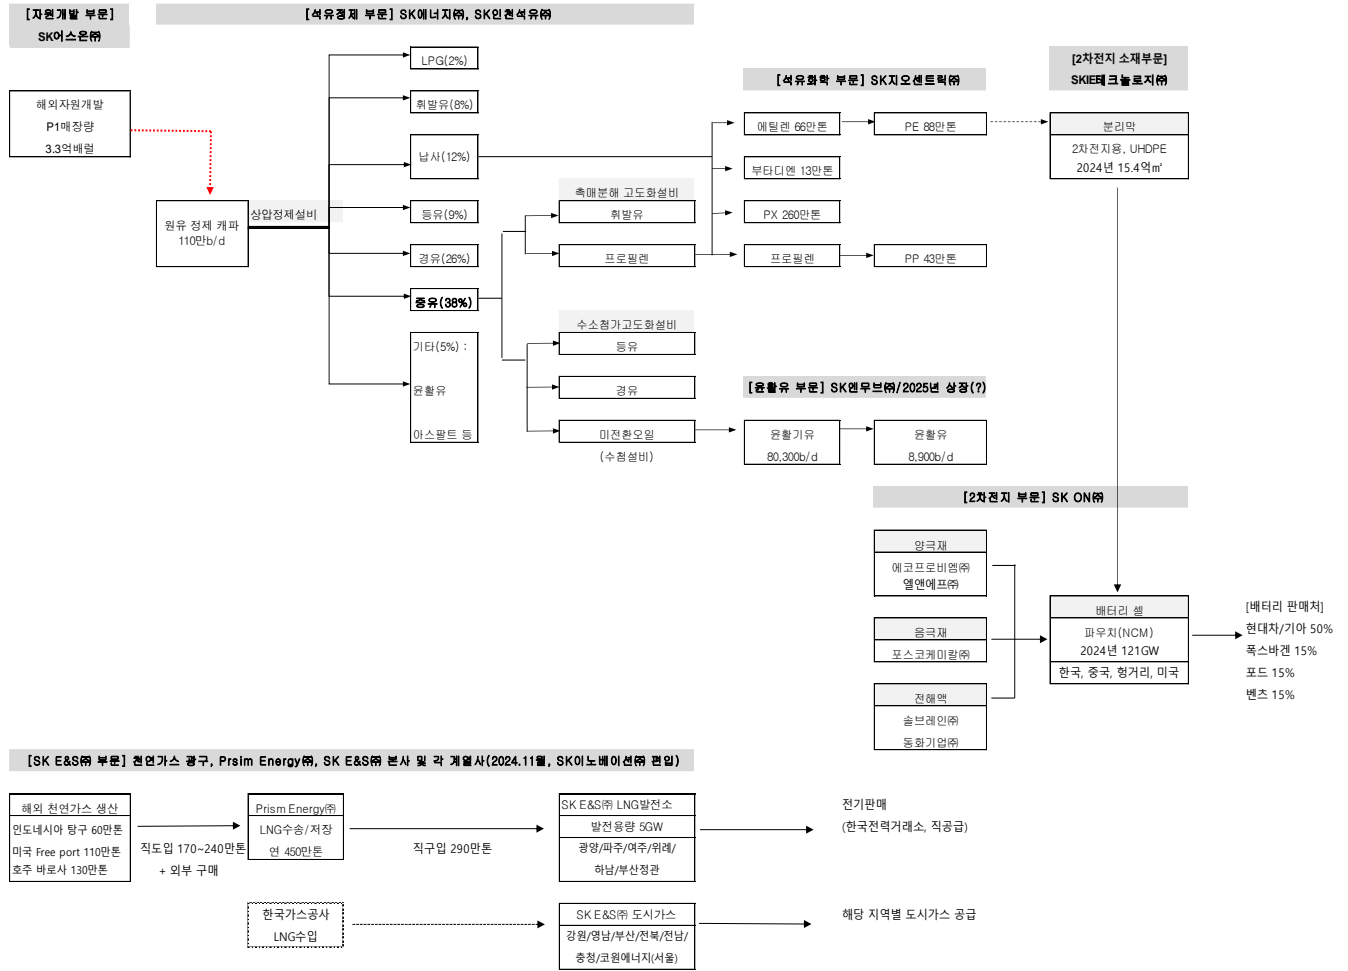 [자원개발 부문]
SK어스온㈜
[석유정제 부문] SK에너지㈜, SK인천석유㈜
해외자원개발
P1매장량
3.3억배럴
원유 정제 캐파
110만b/d
상압정제설비
LPG(2%)
휘발유(8%)
납사(12%)
등유(9%)
경유(26%)
중유(38%)
기타(5%) :
윤활유
아스팔트 등
촉매분해 고도화설비
휘발유
프로필렌
수소첨가고도화설비
등유
경유
미전환오일
(수첨설비)
[석유화학 부문] SK지오센트릭㈜
에틸렌 66만톤
PE 88만톤
부타디엔 13만톤
PX 260만톤
프로필렌
PP 43만톤
[2차전지 소재부문]
SKIE테크놀로지㈜
분리막
2차전지용, UHDPE
2024년 15.4억㎡
[윤활유 부문] SK엔무브㈜/2025년 상장(?)
윤활기유
80,300b/d
윤활유
8,900b/d
[2차전지 부문] SK ON㈜
양극재
에코프로비엠㈜
엘앤에프㈜
음극재
포스코케미칼㈜
전해액
솔브레인㈜
동화기업㈜
배터리 셀
파우치(NCM)
2024년 121GW
한국, 중국, 헝거리, 미국
[배터리 판매처]
현대차/기아 50%
폭스바겐 15%
포드 15%
벤츠 15%
[SK E&S㈜ 부문] 천연가스 광구, Prsim Energy㈜, SK E&S㈜ 본사 및 각 계열사(2024.11월, SK이노베이션㈜ 편입)
해외 천연가스 생산
인도네시아 탕구 60만톤
미국 Free port 110만톤
호주 바로사 130만톤
직도입 170~240만톤
+ 외부 구매
Prism Energy㈜
LNG수송/저장
연 450만톤
직구입 290만톤
SK E&S㈜ LNG발전소
발전용량 5GW
광양/파주/여주/위례/
하남/부산정관
전기판매
(한국전력거래소, 직공급)
한국가스공사
LNG수입
SK E&S㈜ 도시가스
강원/영남/부산/전북/전남/
충청/코원에너지(서울)
해당 지역별 도시가스 공급